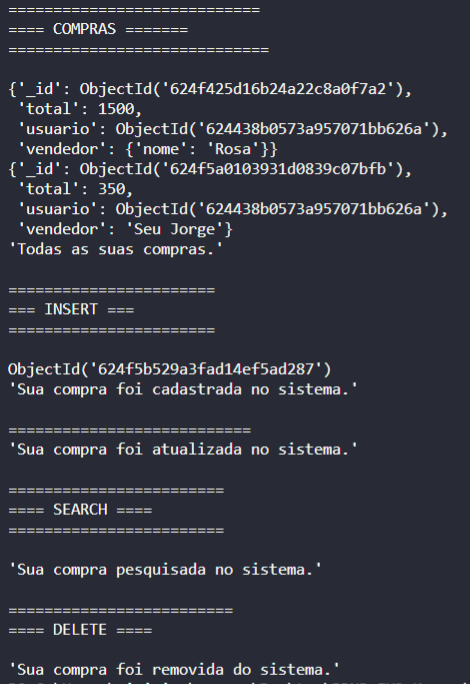 ============================
==== COMPRAS =======
=============================
{'_id': ObjectId('624f425d16b24a22c8a0f7a2'),
'total': 1500,
'usuario': ObjectId('624438b0573a957071bb626a'),
'vendedor': {'nome': 'Rosa'}}
{'_id': ObjectId('624f5a0103931d0839c07bfb'),
'total': 350,
'usuario': ObjectId('624438b0573a957071bb626a'),
'vendedor': 'Seu Jorge'}
'Todas as suas compras.'
=======================
=== INSERT ===
=======================
ObjectId('624f5b529a3fad14ef5ad287')
'Sua compra foi cadastrada no sistema.'
===========================
'Sua compra foi atualizada no sistema.'
========================
==== SEARCH ====
========================
'Sua compra pesquisada no sistema.'
=========================
==== DELETE ====
'Sua compra foi removida do sistema.'